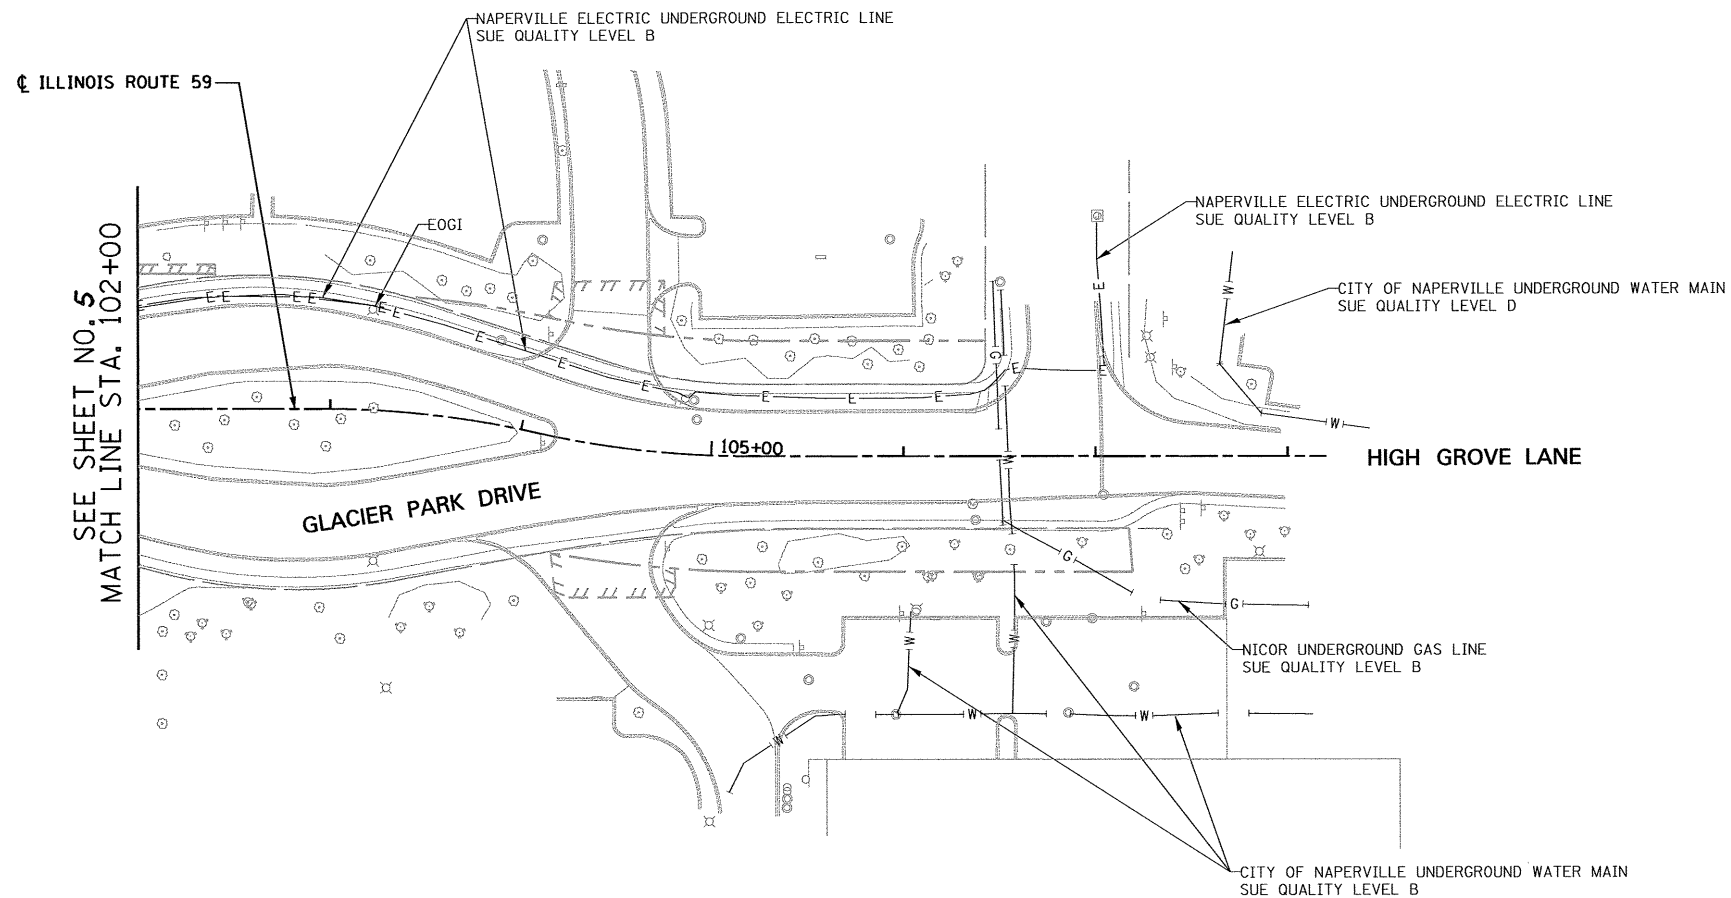 NAPERVILLE ELECTRIC UNDERGROUND ELECTRIC LINE
SUE QUALITY LEVEL B
℄ ILLINOIS ROUTE 59
NAPERVILLE ELECTRIC UNDERGROUND ELECTRIC LINE
SUE QUALITY LEVEL B
EOGI
SEE SHEET NO. 5
MATCH LINE STA. 102+00
CITY OF NAPERVILLE UNDERGROUND WATER MAIN
SUE QUALITY LEVEL D
E E E E E E E E E E E E E E E
G
W
W
105+00
HIGH GROVE LANE
W
GLACIER PARK DRIVE
G
G
NICOR UNDERGROUND GAS LINE
SUE QUALITY LEVEL B
W W
W W W
CITY OF NAPERVILLE UNDERGROUND WATER MAIN
SUE QUALITY LEVEL B